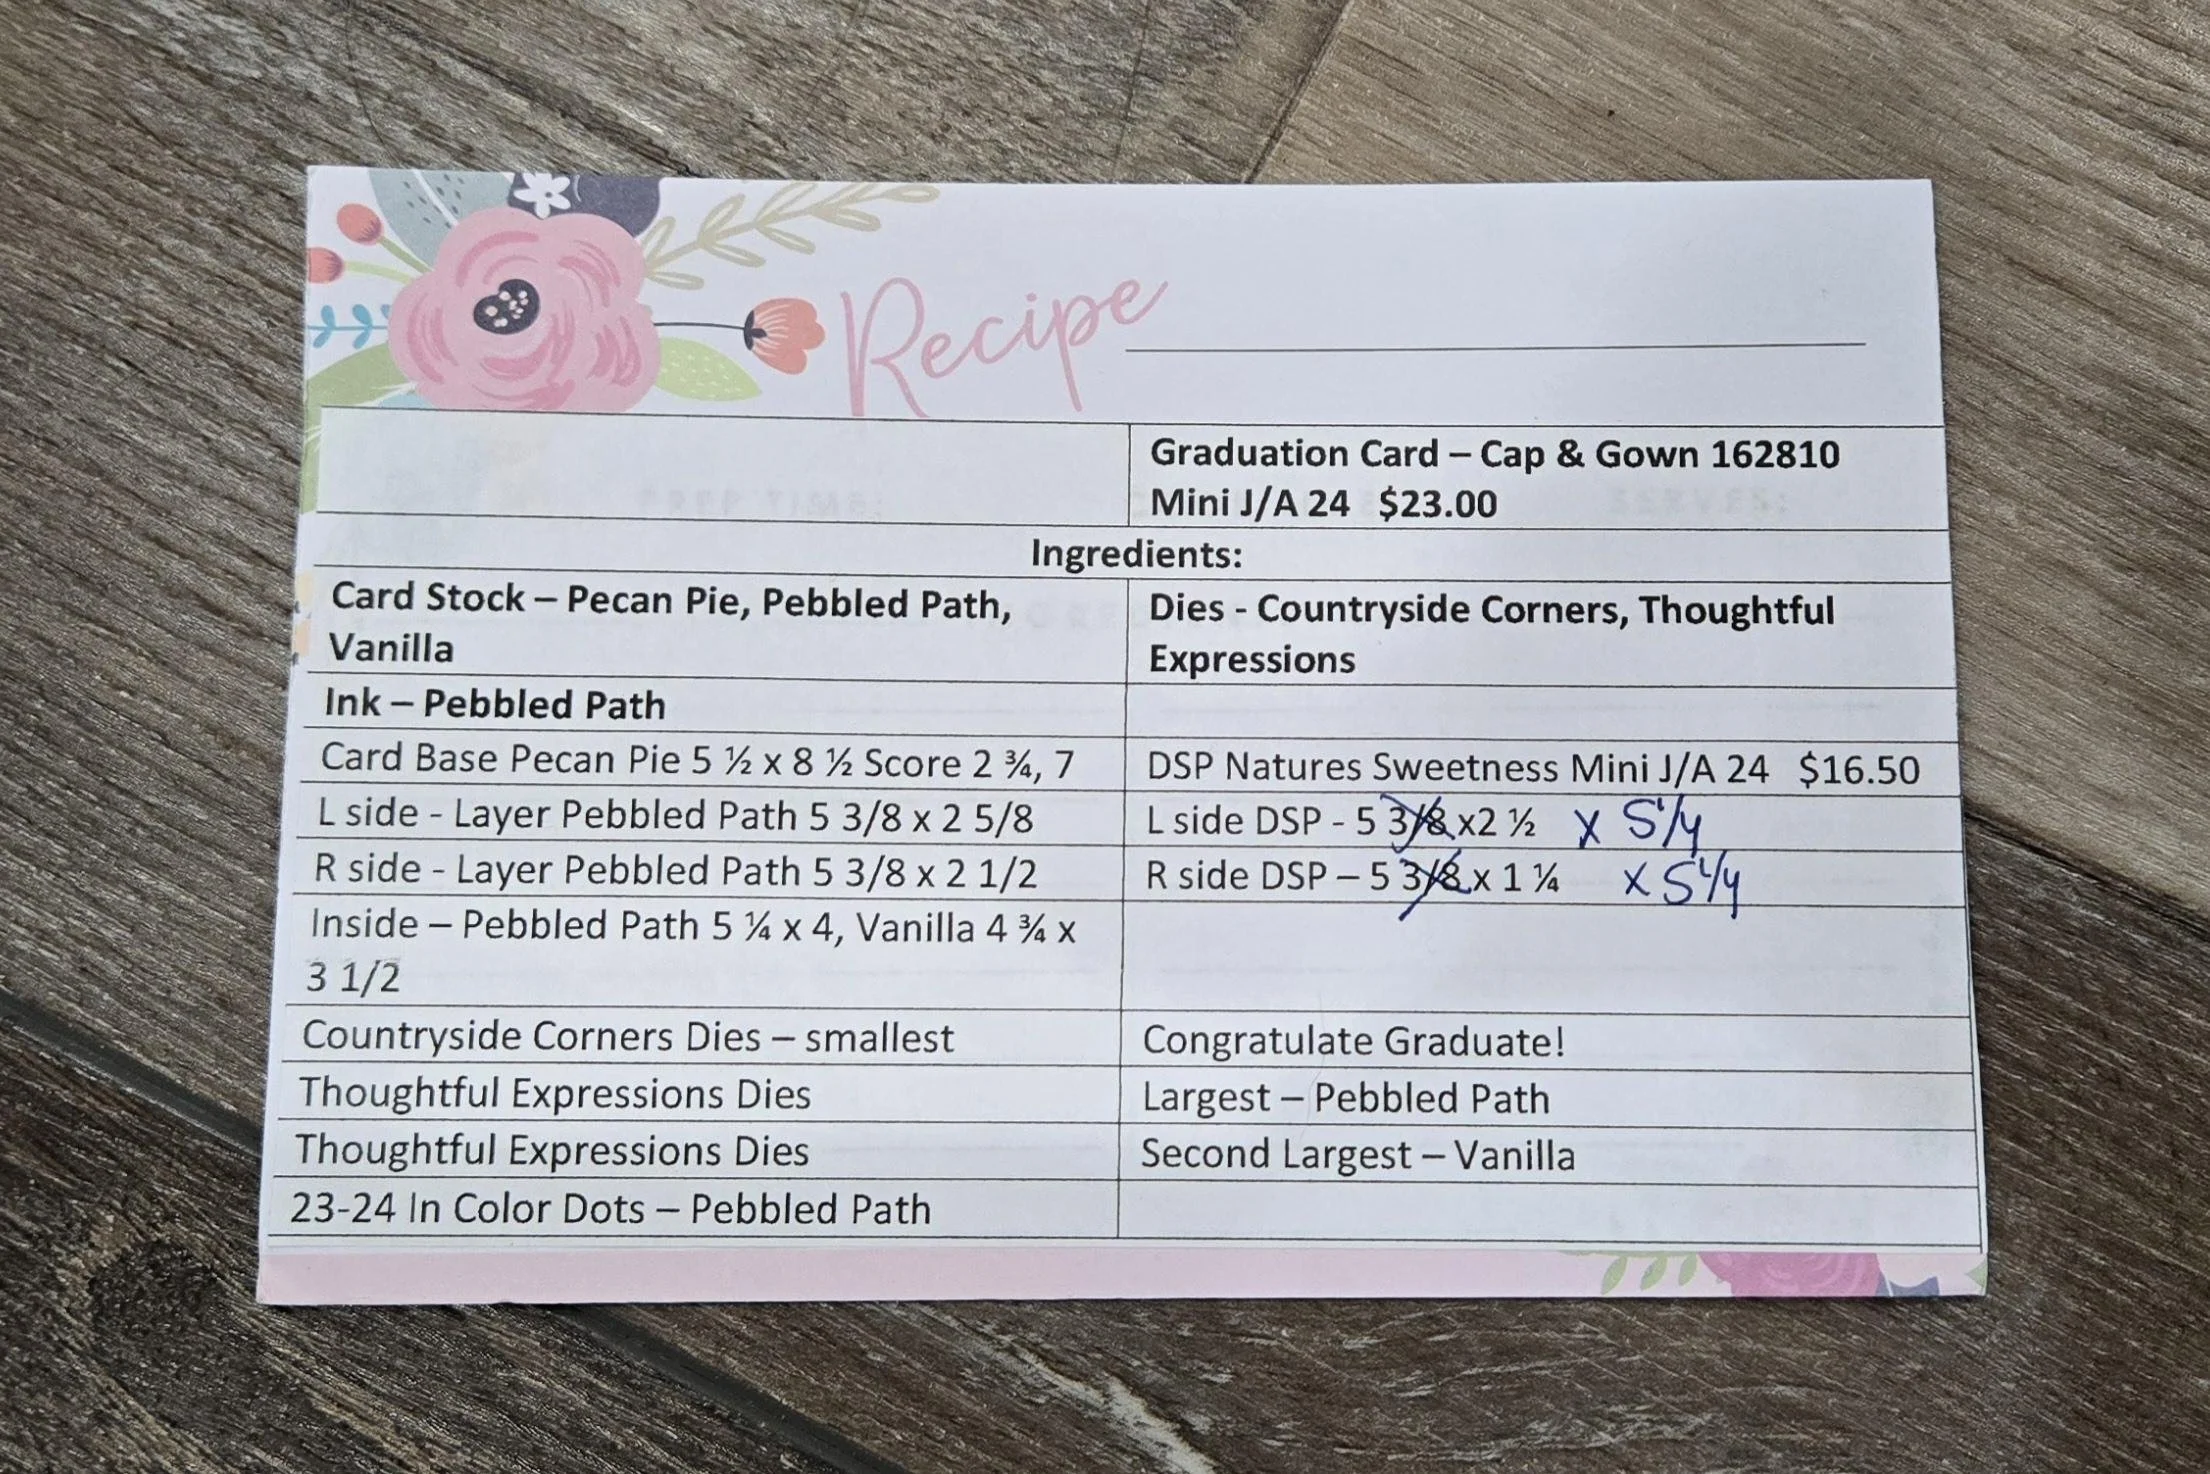 Recipe
Graduation Card – Cap & Gown 162810
Mini J/A 24 $23.00
Ingredients:
Card Stock – Pecan Pie, Pebbled Path,
Vanilla
Dies - Countryside Corners, Thoughtful
Expressions
Ink – Pebbled Path
Card Base Pecan Pie 5 ½ x 8 ½ Score 2 ¾, 7
DSP Natures Sweetness Mini J/A 24 $16.50
L side - Layer Pebbled Path 5 3/8 x 2 5/8
L side DSP - 5 3/8 x2 ½ x 5 1/4
R side - Layer Pebbled Path 5 3/8 x 2 1/2
R side DSP – 5 3/8 x 1 ¼ x 5 1/4
Inside – Pebbled Path 5 ¼ x 4, Vanilla 4 ¾ x
3 1/2
Countryside Corners Dies – smallest
Congratulate Graduate!
Thoughtful Expressions Dies
Largest – Pebbled Path
Thoughtful Expressions Dies
Second Largest – Vanilla
23-24 In Color Dots – Pebbled Path